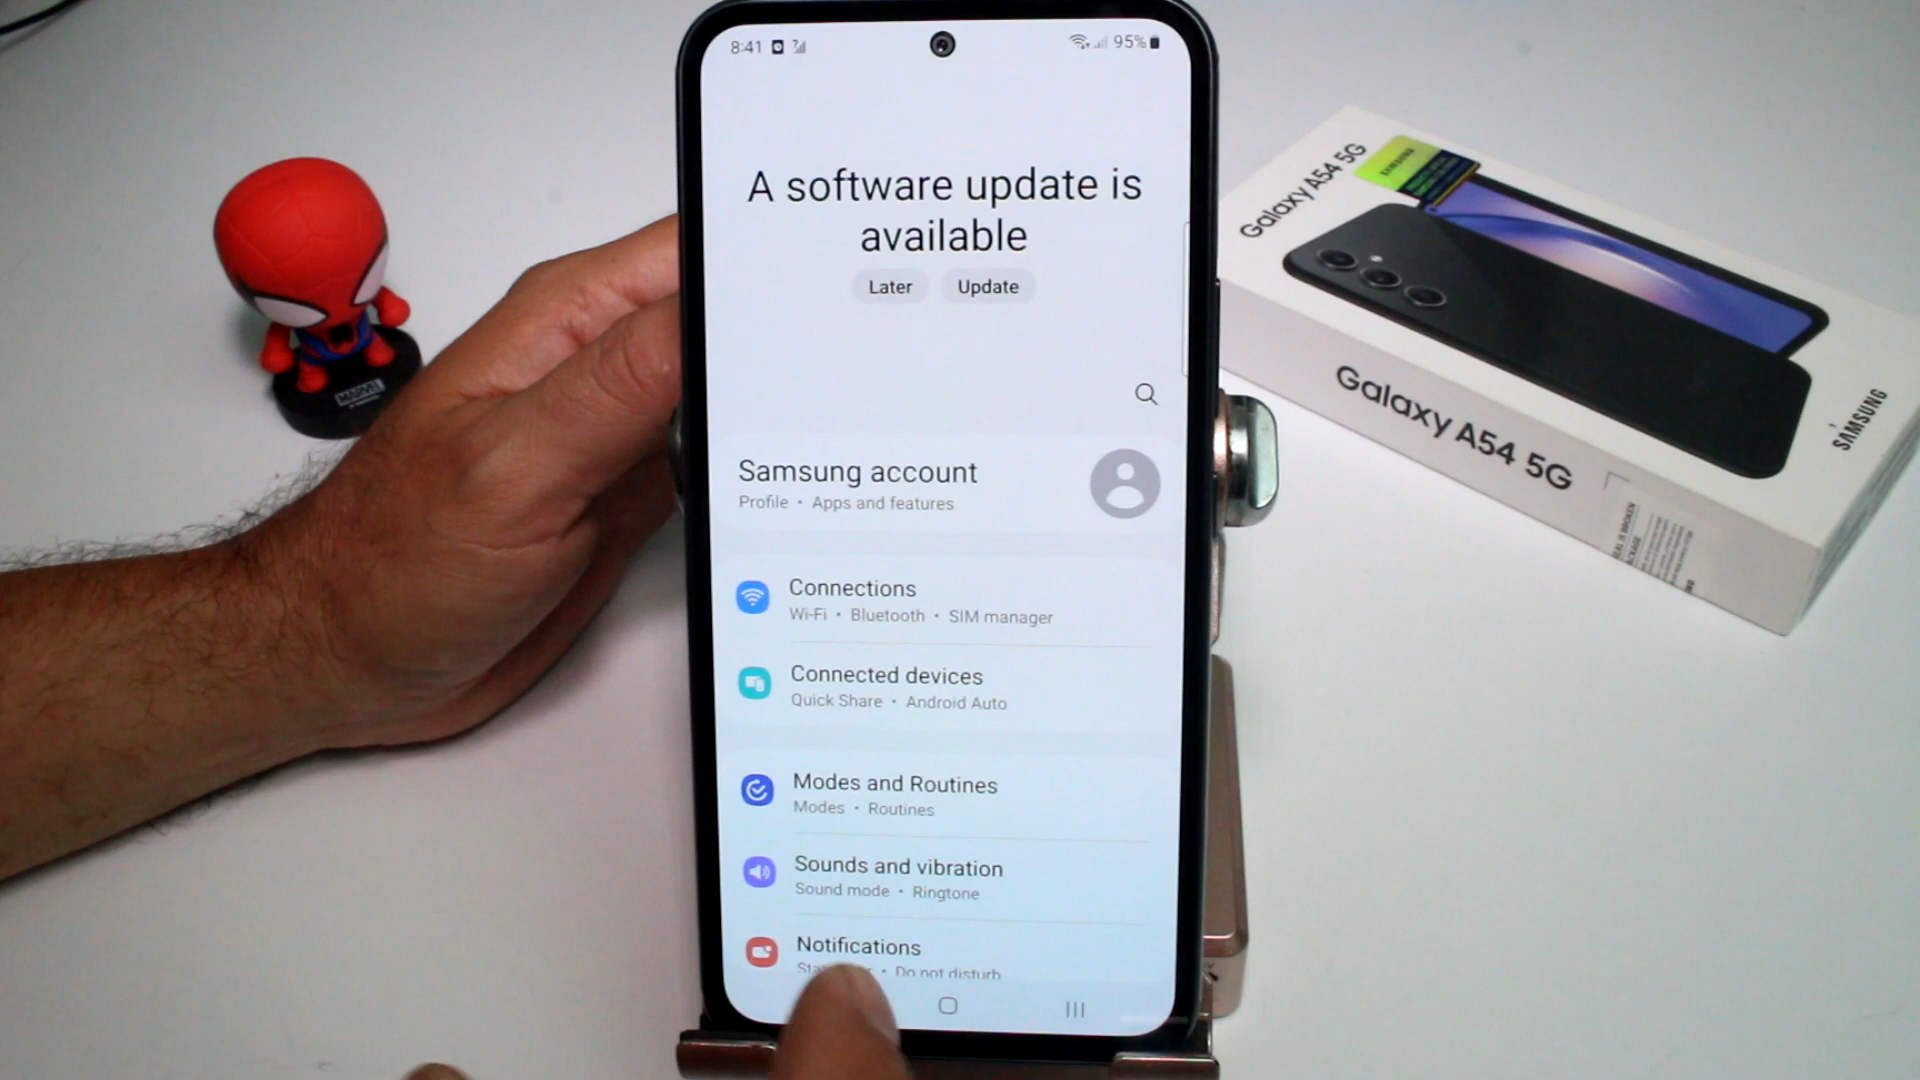 8:41
95%
A software update is
available
Later
Update
Samsung account
Profile • Apps and features
Connections
Wi-Fi • Bluetooth • SIM manager
Connected devices
Quick Share • Android Auto
Modes and Routines
Modes • Routines
Sounds and vibration
Sound mode • Ringtone
Notifications
• Do not disturb
MARVEL
Galaxy A54 5G
SAMSUNG
Galaxy A54 5G
SAMSUNG